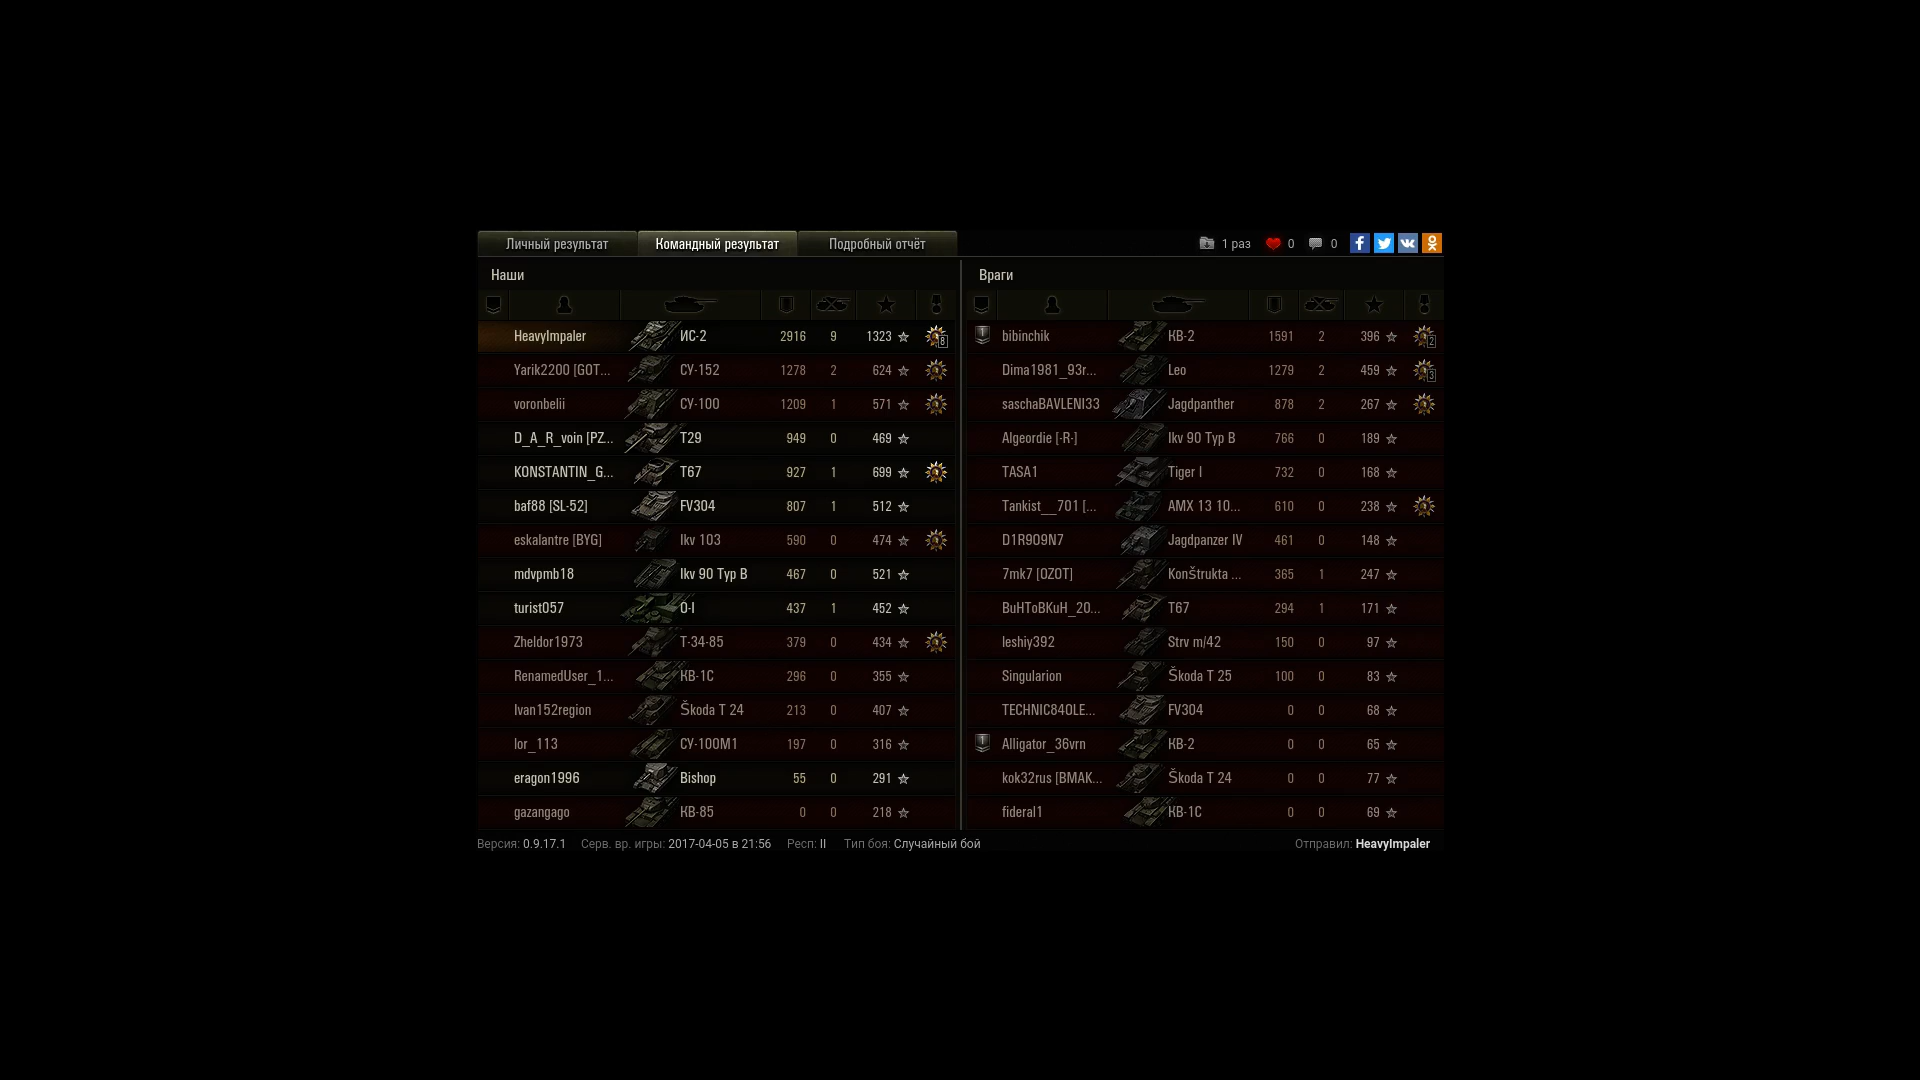 Личный результат Командный результат Подробный отчёт 1 раз 0 0
Наши Враги
HeavyImpaler ИС-2 2916 9 1323 8
Yarik2200 [GOT... СУ-152 1278 2 624
voronbelii СУ-100 1209 1 571
D_A_R_voin [PZ... T29 949 0 469
KONSTANTIN_G... T67 927 1 699
baf88 [SL-52] FV304 807 1 512
eskalantre [BYG] Ikv 103 590 0 474
mdvpmb18 Ikv 90 Typ B 467 0 521
turist057 O-I 437 1 452
Zheldor1973 Т-34-85 379 0 434
RenamedUser_1... КВ-1С 296 0 355
Ivan152region Škoda T 24 213 0 407
lor_113 СУ-100М1 197 0 316
eragon1996 Bishop 55 0 291
gazangago КВ-85 0 0 218
1 bibinchik КВ-2 1591 2 396 2
Dima1981_93r... Leo 1279 2 459 3
saschaBAVLENI33 Jagdpanther 878 2 267
Algeordie [-R-] Ikv 90 Typ B 766 0 189
TASA1 Tiger I 732 0 168
Tankist__701 [... AMX 13 10... 610 0 238
D1R9O9N7 Jagdpanzer IV 461 0 148
7mk7 [OZOT] Konštrukta ... 365 1 247
BuHToBKuH_20... T67 294 1 171
leshiy392 Strv m/42 150 0 97
Singularion Škoda T 25 100 0 83
TECHNIC84OLE... FV304 0 0 68
1 Alligator_36vrn КВ-2 0 0 65
kok32rus [BMAK... Škoda T 24 0 0 77
fideral1 КВ-1С 0 0 69
Версия: 0.9.17.1 Серв. вр. игры: 2017-04-05 в 21:56 Респ: II Тип боя: Случайный бой Отправил: HeavyImpaler